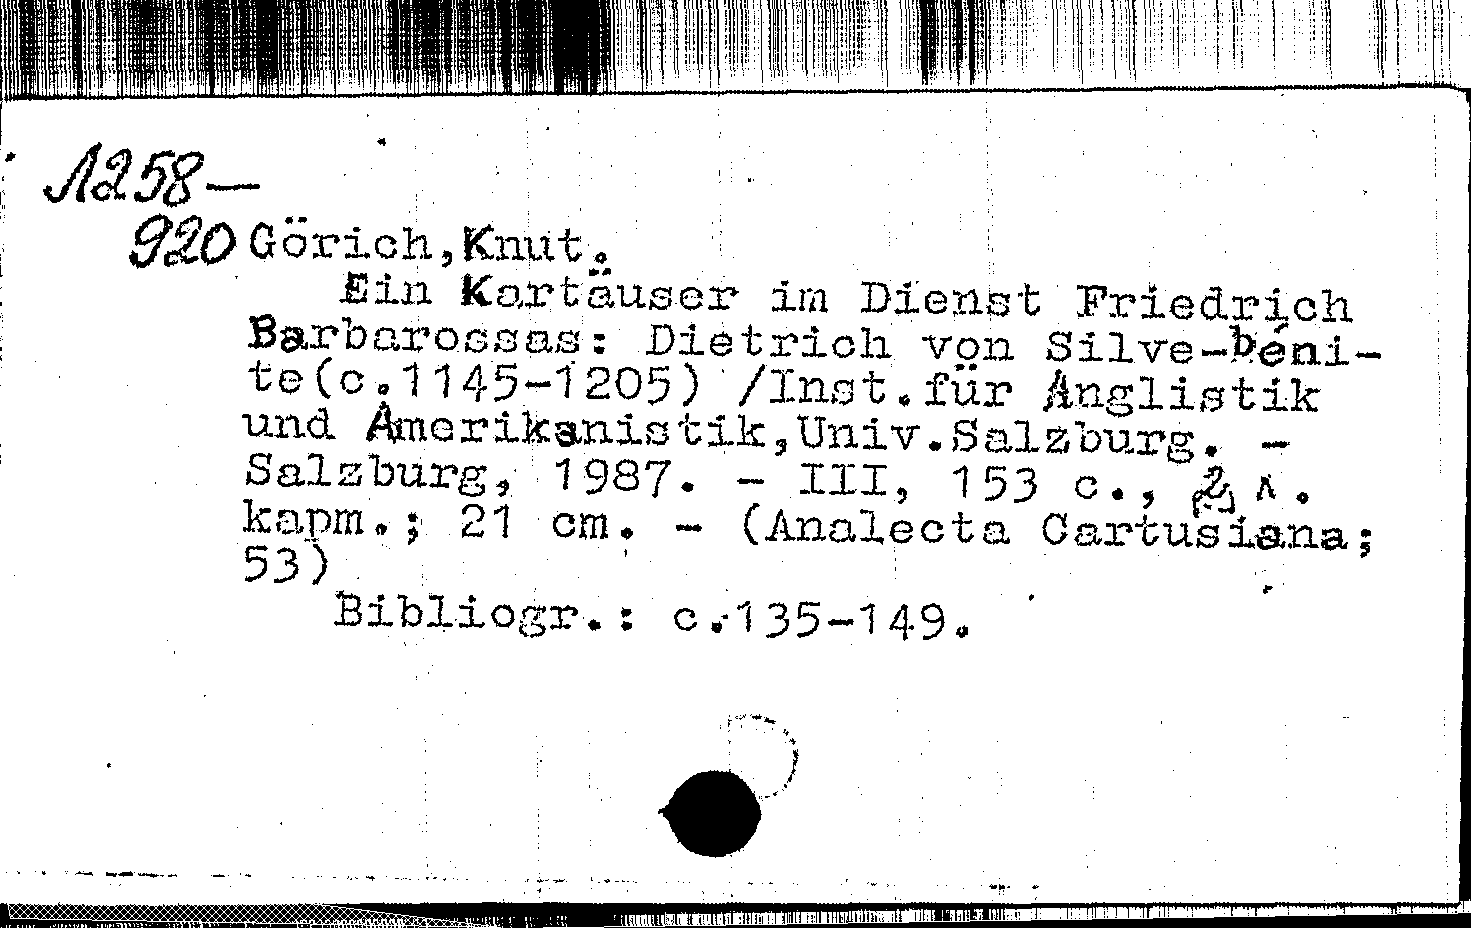 Л258—
920 Görich,Knut.
Ein Kartäuser im Dienst Friedrich
Barbarossas: Dietrich von Silve-béni-
te(c.1145-1205) /Inst.für Anglistik
und Amerikanistik,Univ.Salzburg. -
Salzburg, 1987. - III, 153 с., 2 л.
карт.; 21 cm. - (Analecta Cartusiana;
53)
Bibliogr.: c.135-149.